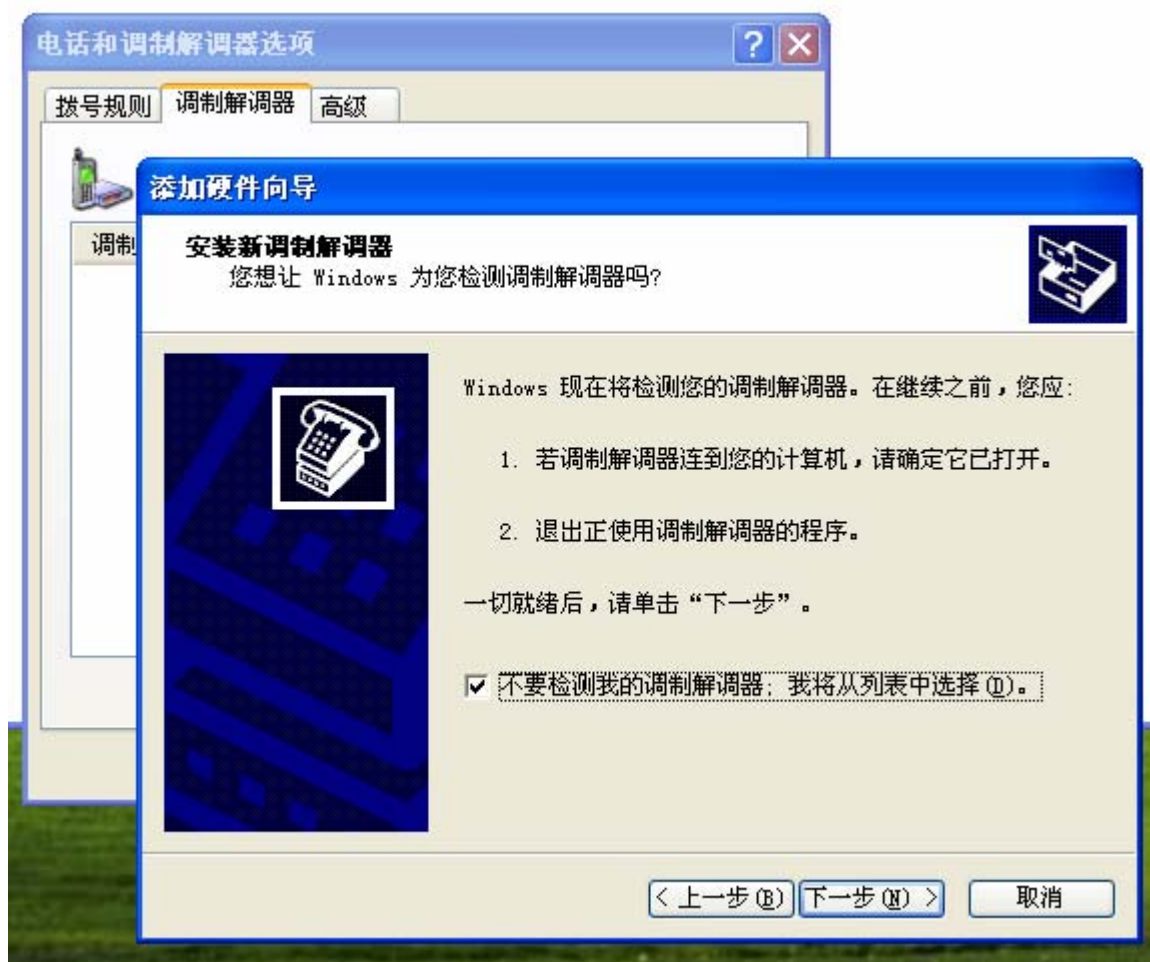 电话和调制解调器选项
拨号规则 调制解调器 高级
添加硬件向导
调制
安装新调制解调器
您想让 Windows 为您检测调制解调器吗?
Windows 现在将检测您的调制解调器。在继续之前，您应:
1. 若调制解调器连到您的计算机，请确定它已打开。
2. 退出正使用调制解调器的程序。
一切就绪后，请单击“下一步”。
不要检测我的调制解调器; 我将从列表中选择(D)。
< 上一步(B) 下一步(N) > 取消